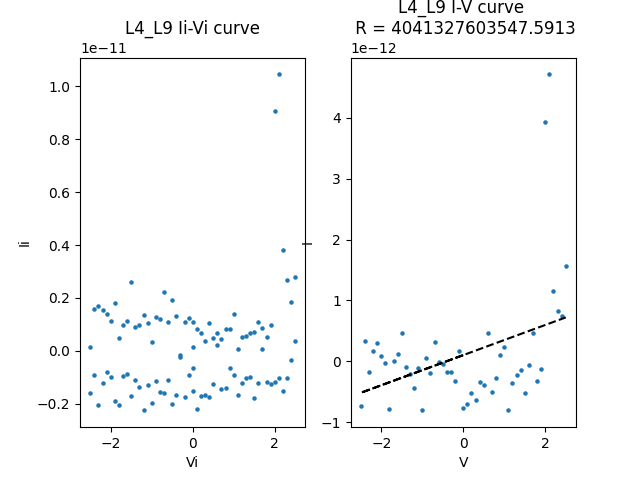 L4_L9 Ii-Vi curve
1e−11
Ii
1.0
0.8
0.6
0.4
0.2
0.0
−0.2
−2
0
2
Vi
L4_L9 I-V curve
R = 4041327603547.5913
1e−12
I
4
3
2
1
0
−1
−2
0
2
V